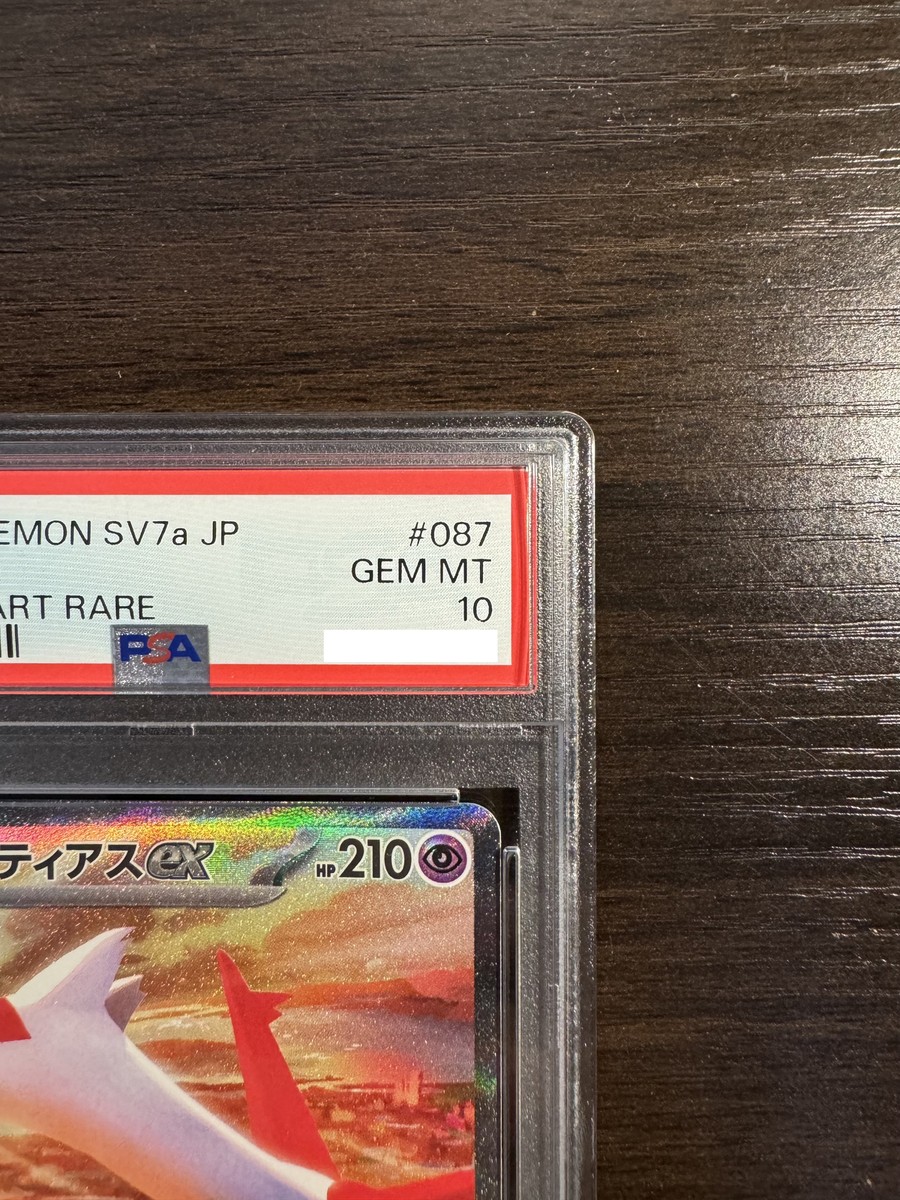 EMON SV7a JP #087
GEM MT
ART RARE 10
PSA
ティアスex HP210